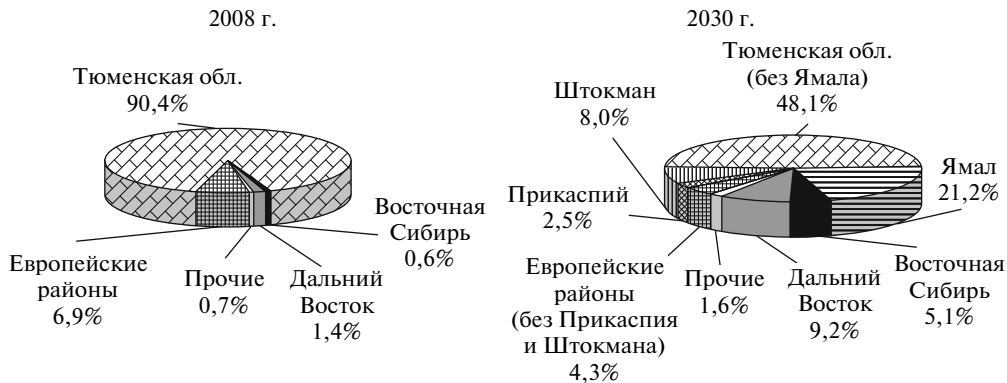 2008 г.
Тюменская обл.
90,4%
Восточная
Сибирь
0,6%
Европейские
районы
6,9%
Прочие
0,7%
Дальний
Восток
1,4%
2030 г.
Тюменская обл.
(без Ямала)
48,1%
Штокман
8,0%
Ямал
21,2%
Прикаспий
2,5%
Европейские
районы
(без Прикаспия
и Штокмана)
4,3%
Прочие
1,6%
Дальний
Восток
9,2%
Восточная
Сибирь
5,1%